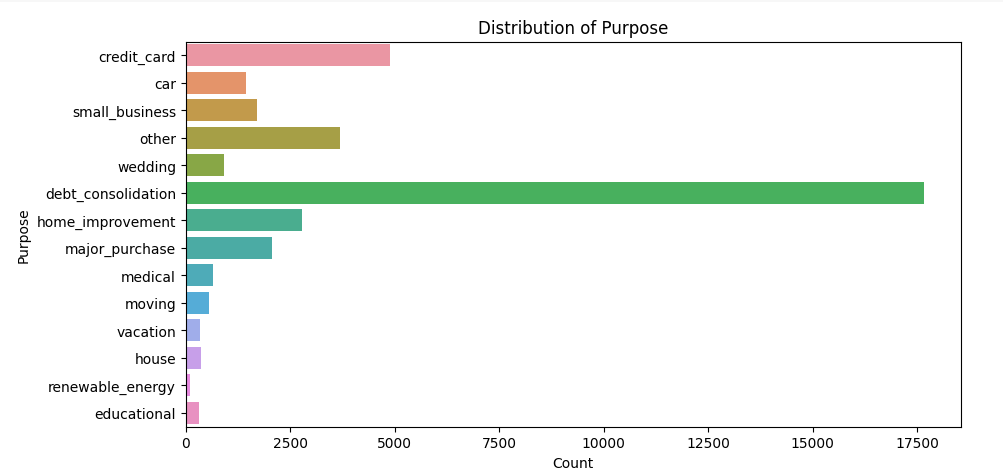 Distribution of Purpose
credit_card
car
small_business
other
wedding
debt_consolidation
home_improvement
major_purchase
medical
moving
vacation
house
renewable_energy
educational
Purpose
0 2500 5000 7500 10000 12500 15000 17500
Count